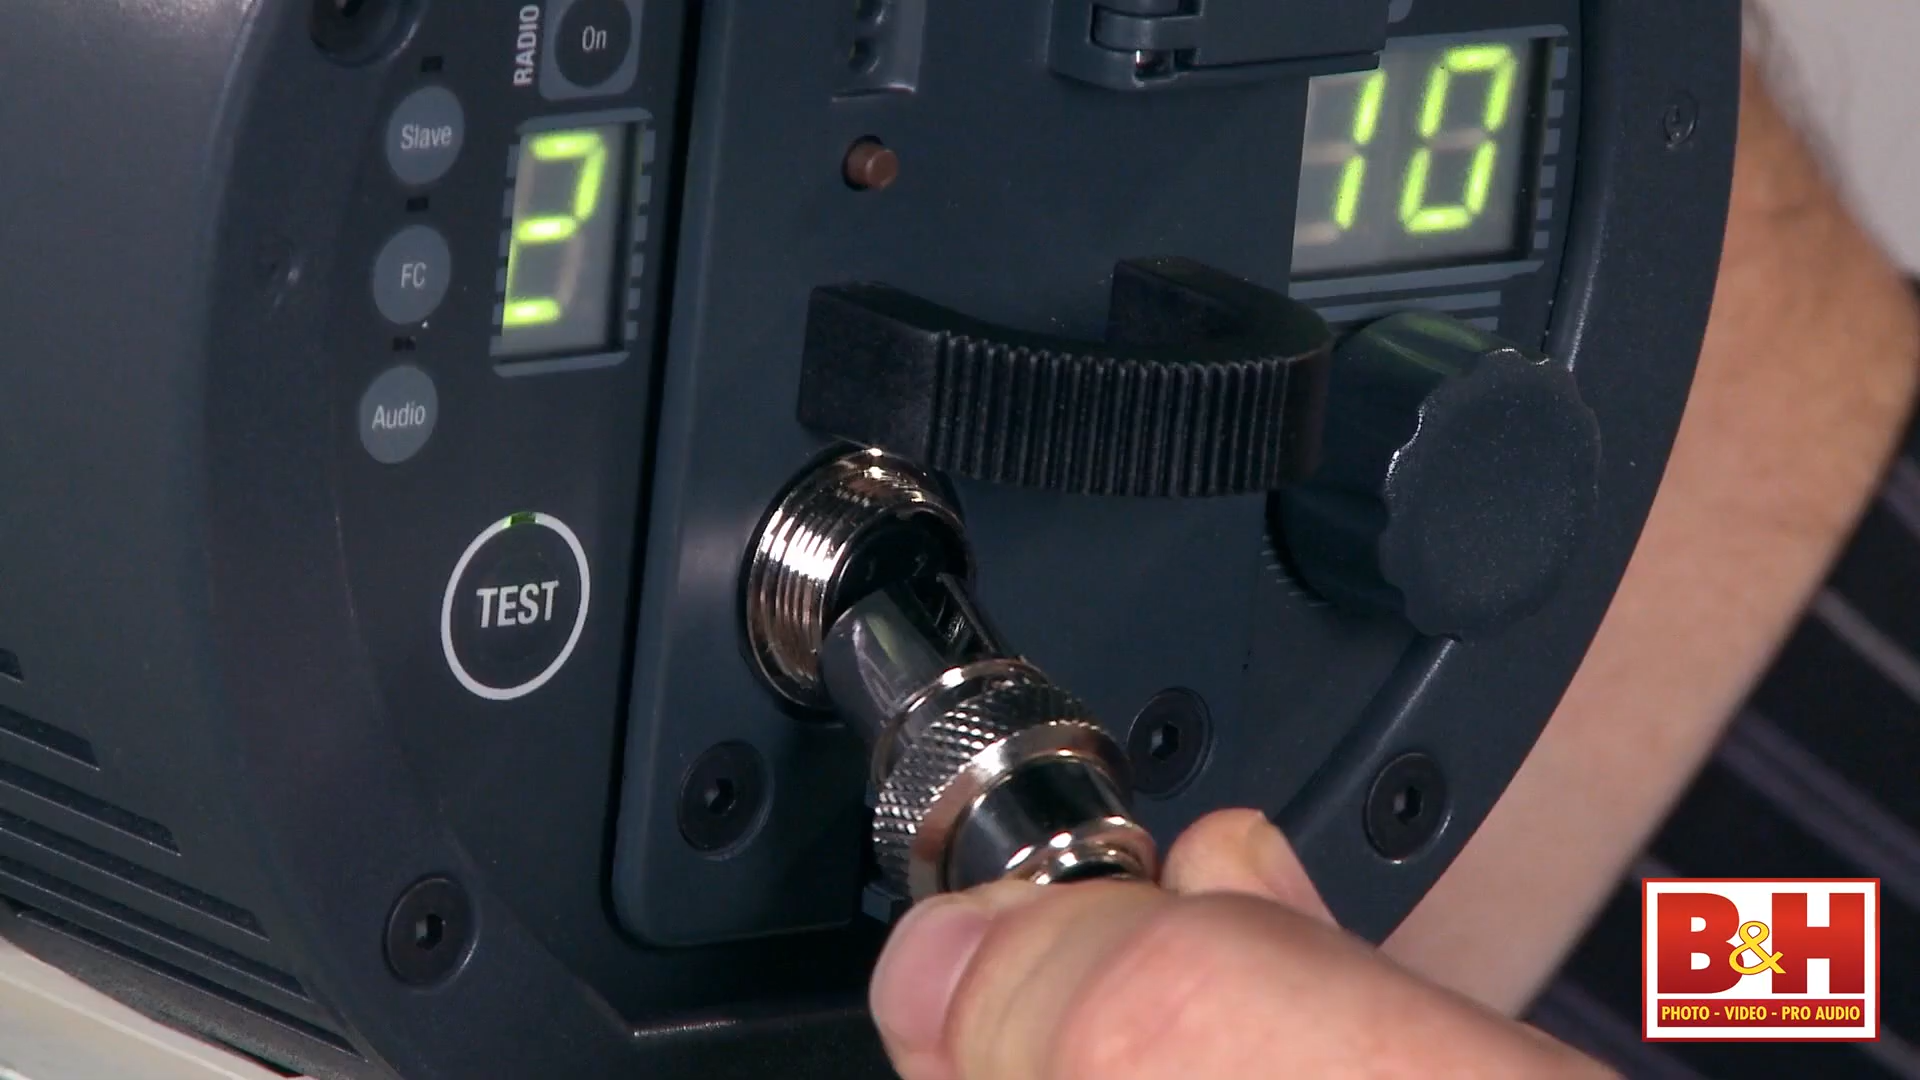 RADIO
On
Slave
2
10
FC
Audio
TEST
B&H
PHOTO - VIDEO - PRO AUDIO